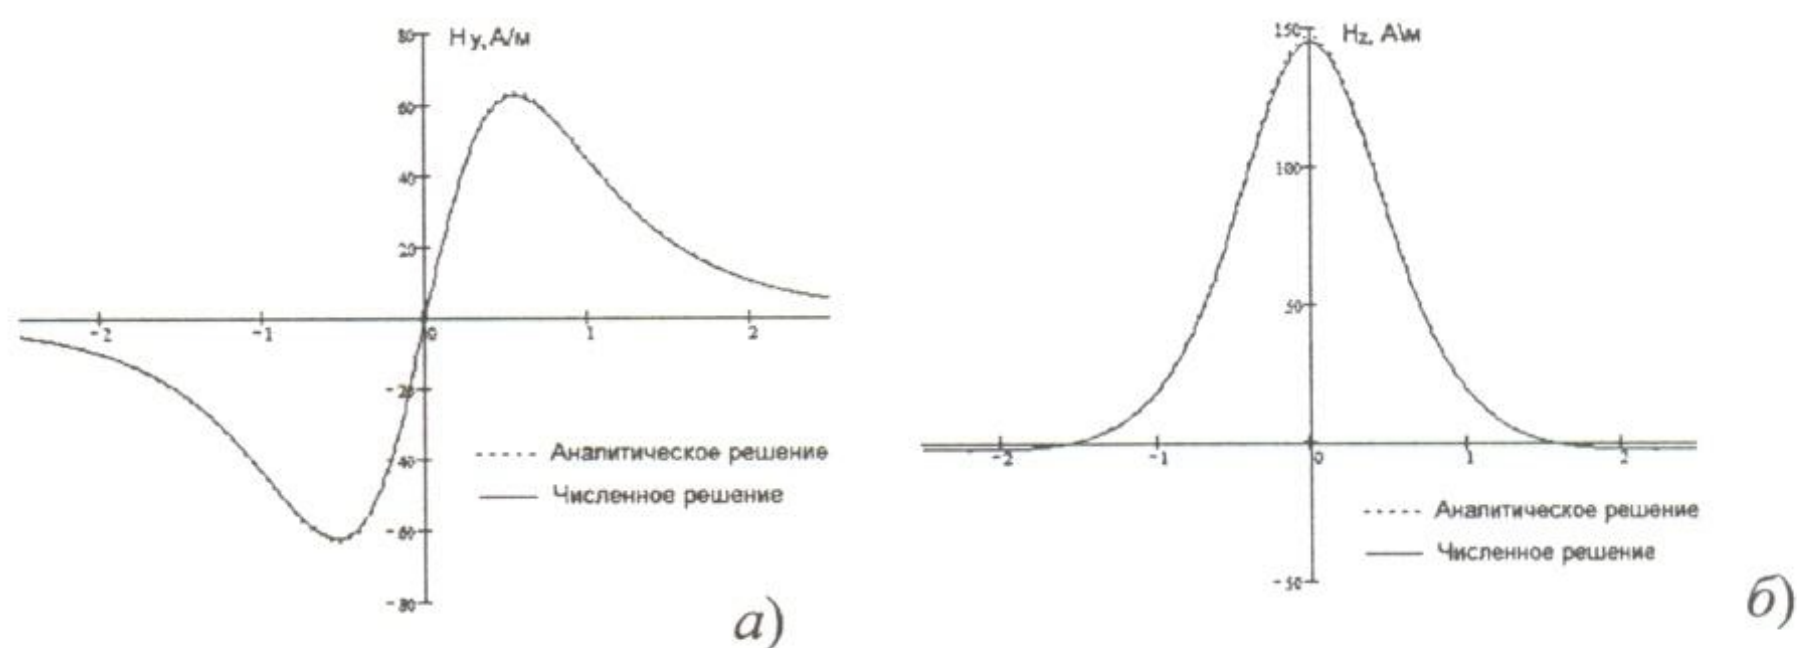 80 Hy, А/м
60
40
20
-2 -1 0 1 2
-20
-40
-60
-80
Аналитическое решение
Численное решение
а)
150 Hz, А\м
100
50
-2 -1 0 1 2
-50
Аналитическое решение
Численное решение
б)